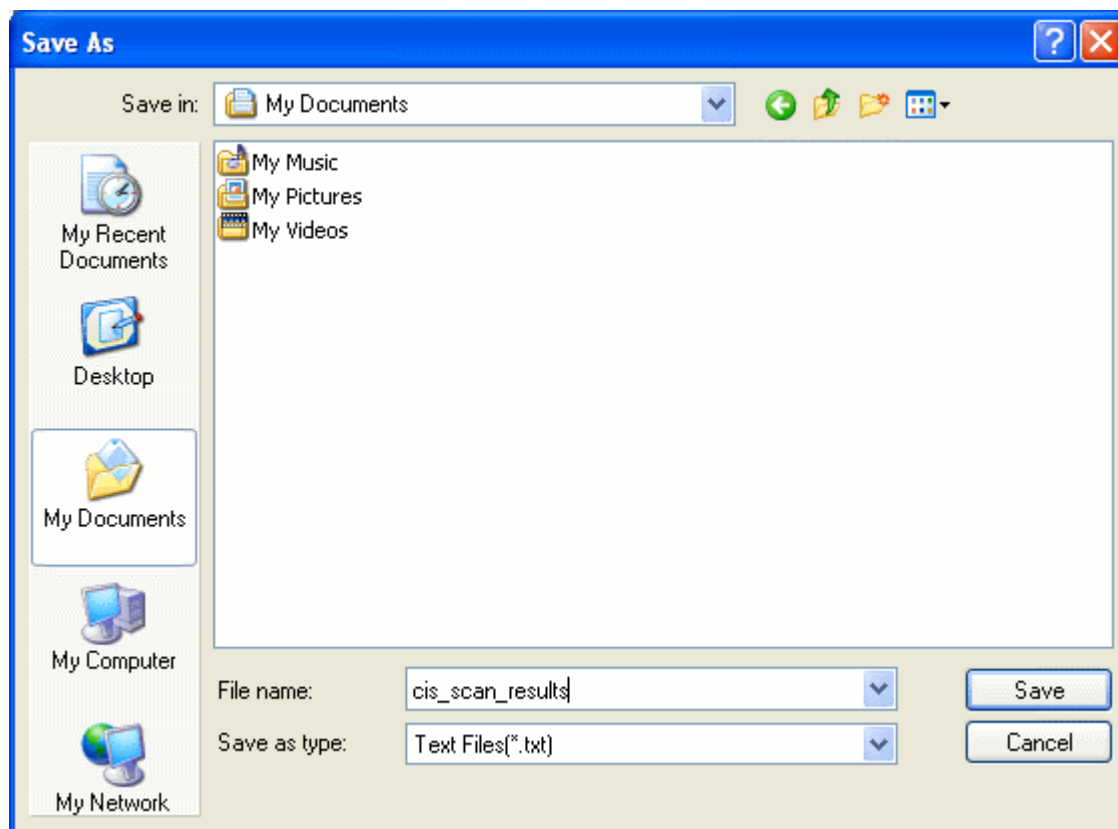 Save As
Save in: My Documents
My Recent
Documents
Desktop
My Documents
My Computer
My Network
My Music
My Pictures
My Videos
File name: cis_scan_results Save
Save as type: Text Files(*.txt) Cancel